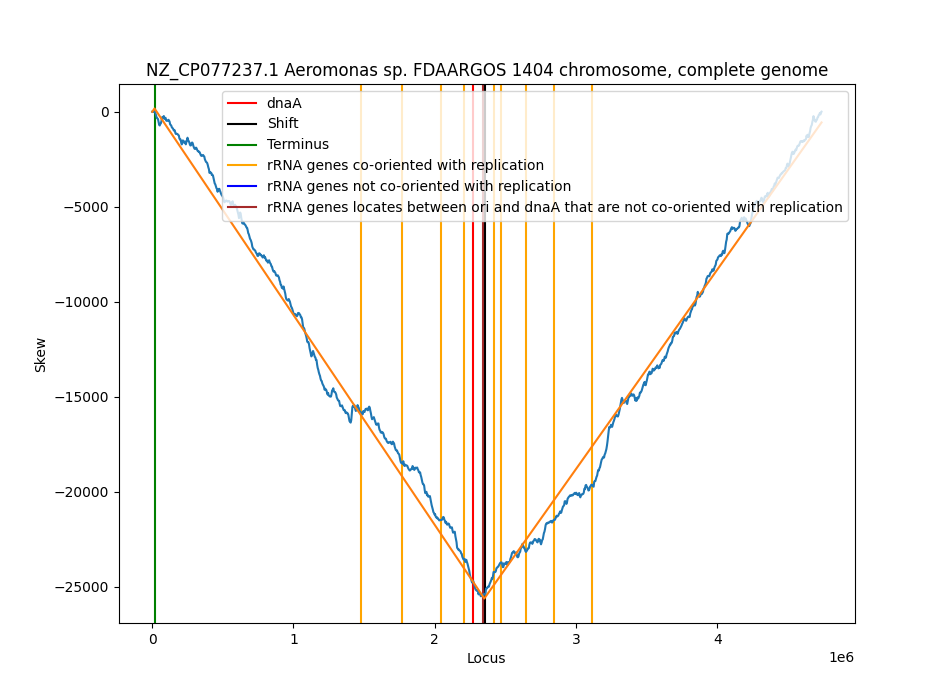 NZ_CP077237.1 Aeromonas sp. FDAARGOS 1404 chromosome, complete genome
dnaA
Shift
Terminus
rRNA genes co-oriented with replication
rRNA genes not co-oriented with replication
rRNA genes locates between ori and dnaA that are not co-oriented with replication
0
−5000
−10000
−15000
−20000
−25000
Skew
0 1 2 3 4
1e6
Locus